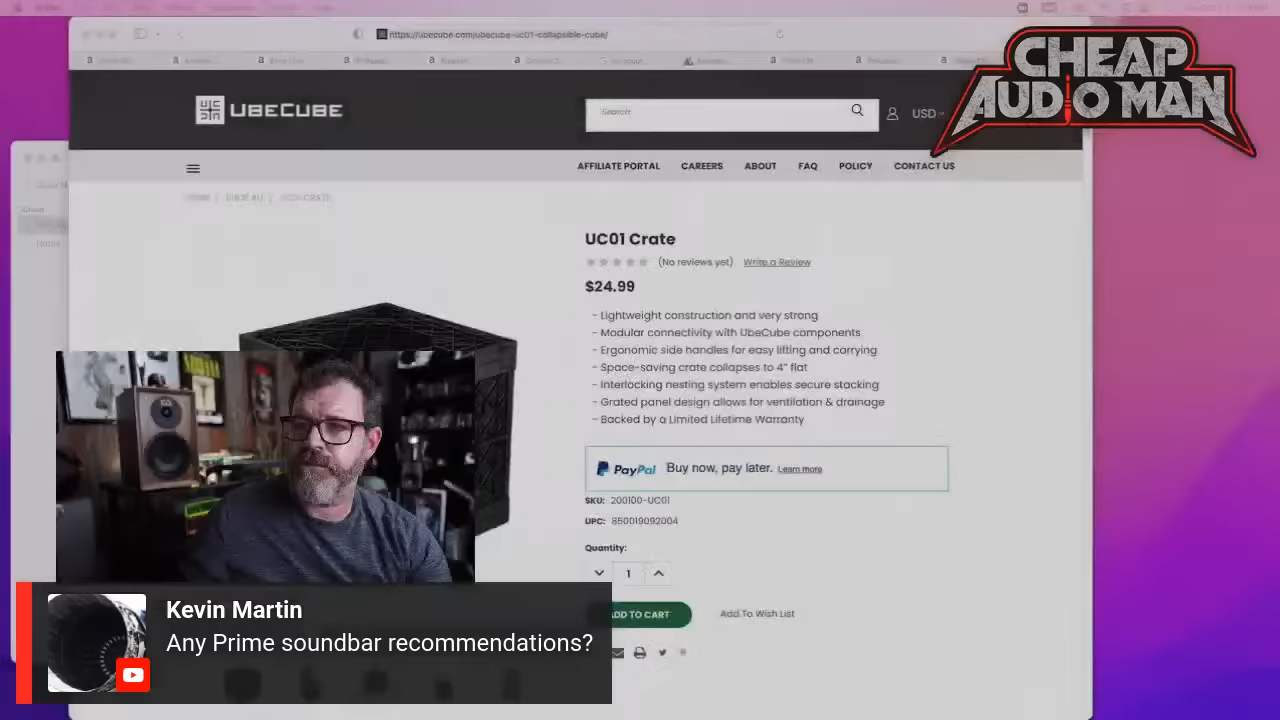 https://ubecube.com/ubecube-uc01-collapsible-cube/
CHEAP
AUDIO MAN
UBECUBE
Search
USD
AFFILIATE PORTAL
CAREERS
ABOUT
FAQ
POLICY
CONTACT US
UC01 Crate
(No reviews yet)
Write a Review
$24.99
- Lightweight construction and very strong
- Modular connectivity with UbeCube components
- Ergonomic side handles for easy lifting and carrying
- Space-saving crate collapses to 4" flat
- Interlocking nesting system enables secure stacking
- Grated panel design allows for ventilation & drainage
- Backed by a Limited Lifetime Warranty
PayPal Buy now, pay later. Learn more
SKU: 200100-UC01
UPC: 850019092004
Quantity:
1
ADD TO CART
Add To Wish List
Kevin Martin
Any Prime soundbar recommendations?